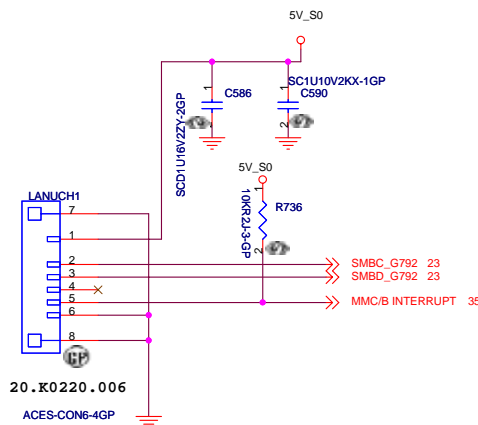 5V_S0
SC1U10V2KX-1GP
C586
C590
1
1
2
2
SCD1U16V2ZY-2GP
5V_S0
1
R736
10KR2J-3-GP
2
LANUCH1
7
1
2
SMBC_G792 23
3
SMBD_G792 23
4
5
MMC/B INTERRUPT 35
6
8
GP
20.K0220.006
ACES-CON6-4GP